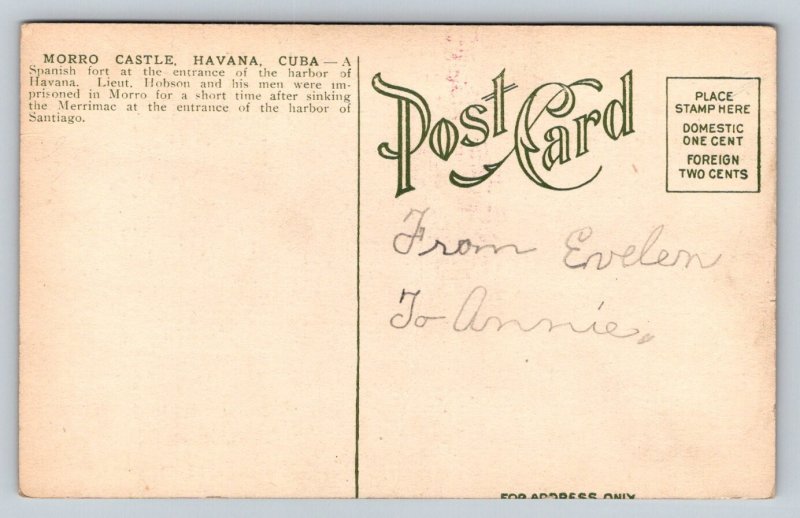 MORRO CASTLE, HAVANA, CUBA — A
Spanish fort at the entrance of the harbor of
Havana. Lieut. Hobson and his men were im-
prisoned in Morro for a short time after sinking
the Merrimac at the entrance of the harbor of
Santiago.
Post Card
PLACE
STAMP HERE
DOMESTIC
ONE CENT
FOREIGN
TWO CENTS
From Evelen
To Annie.
FOR ADDRESS ONLY